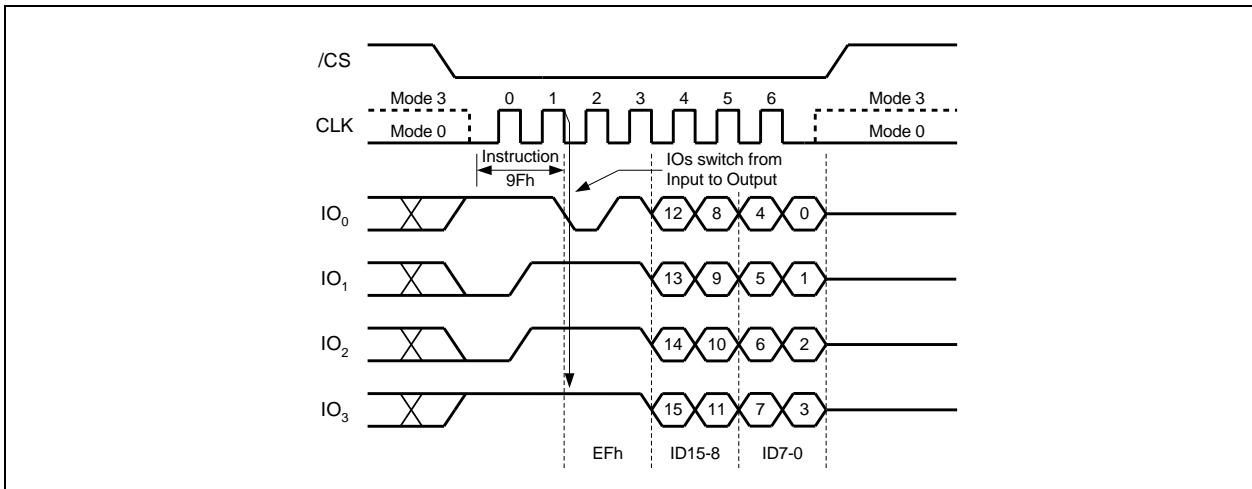 /CS
Mode 3 0 1 2 3 4 5 6 Mode 3
CLK Mode 0 Mode 0
Instruction
9Fh
IOs switch from
Input to Output
IO0 12 8 4 0
IO1 13 9 5 1
IO2 14 10 6 2
IO3 15 11 7 3
EFh ID15-8 ID7-0